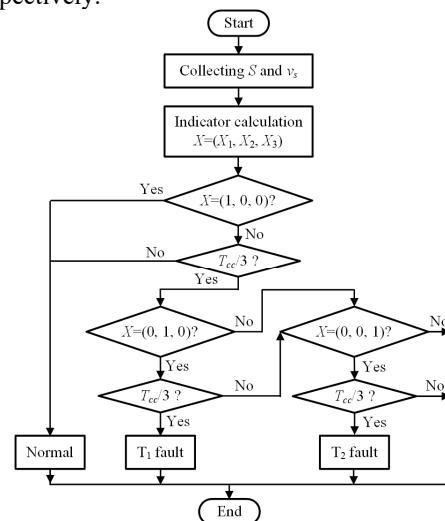 pectively.
Start
Collecting S and vs
Indicator calculation
X=(X1, X2, X3)
Yes
X=(1, 0, 0)?
No
No
Tcc/3 ?
Yes
X=(0, 1, 0)?
No
X=(0, 0, 1)?
No
Yes
Yes
Tcc/3 ?
No
Tcc/3 ?
No
Yes
Yes
Normal
T1 fault
T2 fault
End